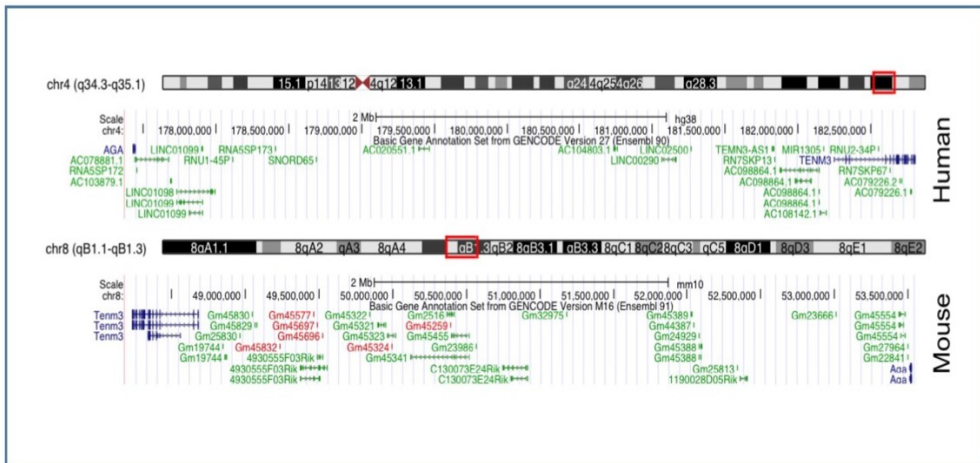 chr4 (q34.3-q35.1) 15.1 p14 13 12 4q12 13.1 q24 4q25 4q26 q28.3
Scale 2 Mb hg38
chr4: 178,000,000 178,500,000 179,000,000 179,500,000 180,000,000 180,500,000 181,000,000 181,500,000 182,000,000 182,500,000
Basic Gene Annotation Set from GENCODE Version 27 (Ensembl 90)
AGA LINC01099 RNA5SP173 AC020551.1 AC104803.1 LINC02500 TEMN3-AS1 MIR1305 RNU2-34P
AC078881.1 RNU1-45P SNORD65 LINC00290 RN7SKP13 TENM3
RNA5SP172 AC098864.1 RN7SKP67
AC103879.1 AC098864.1 AC079226.2
LINC01098 AC098864.1 AC079226.1
LINC01099 AC098864.1
LINC01099 AC108142.1
Human
chr8 (qB1.1-qB1.3) 8qA1.1 8qA2 qA3 8qA4 qB1 .3 qB2 8qB3.1 qB3.3 8qC1 8qC2 8qC3 qC5 8qD1 8qD3 8qE1 8qE2
Scale 2 Mb mm10
chr8: 49,000,000 49,500,000 50,000,000 50,500,000 51,000,000 51,500,000 52,000,000 52,500,000 53,000,000 53,500,000
Basic Gene Annotation Set from GENCODE Version M16 (Ensembl 91)
Tenm3 Gm45830 Gm45577 Gm45322 Gm2516 Gm32975 Gm45389 Gm23666 Gm45554
Tenm3 Gm45829 Gm45697 Gm45321 Gm45259 Gm44387 Gm45554
Tenm3 Gm25830 Gm45696 Gm45323 Gm45455 Gm24929 Gm45554
Gm19744 Gm45832 Gm45324 Gm23986 Gm45388 Gm27964
Gm19744 4930555F03Rik Gm45341 Gm45388 Gm22841
4930555F03Rik C130073E24Rik Gm25813 Aga
4930555F03Rik C130073E24Rik 1190028D05Rik Aga
Mouse